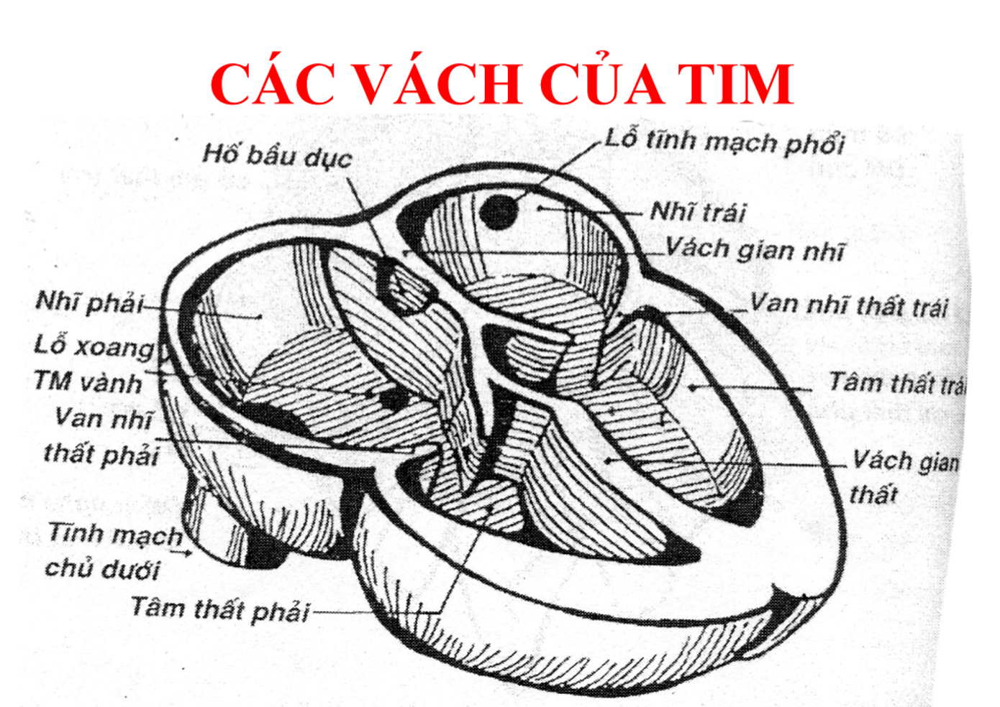 CÁC VÁCH CỦA TIM
Lỗ tĩnh mạch phổi
Hố bầu dục
Nhĩ trái
Vách gian nhĩ
Nhĩ phải
Van nhĩ thất trái
Lỗ xoang
TM vành
Tâm thất trái
Van nhĩ
thất phải
Vách gian
thất
Tĩnh mạch
chủ dưới
Tâm thất phải